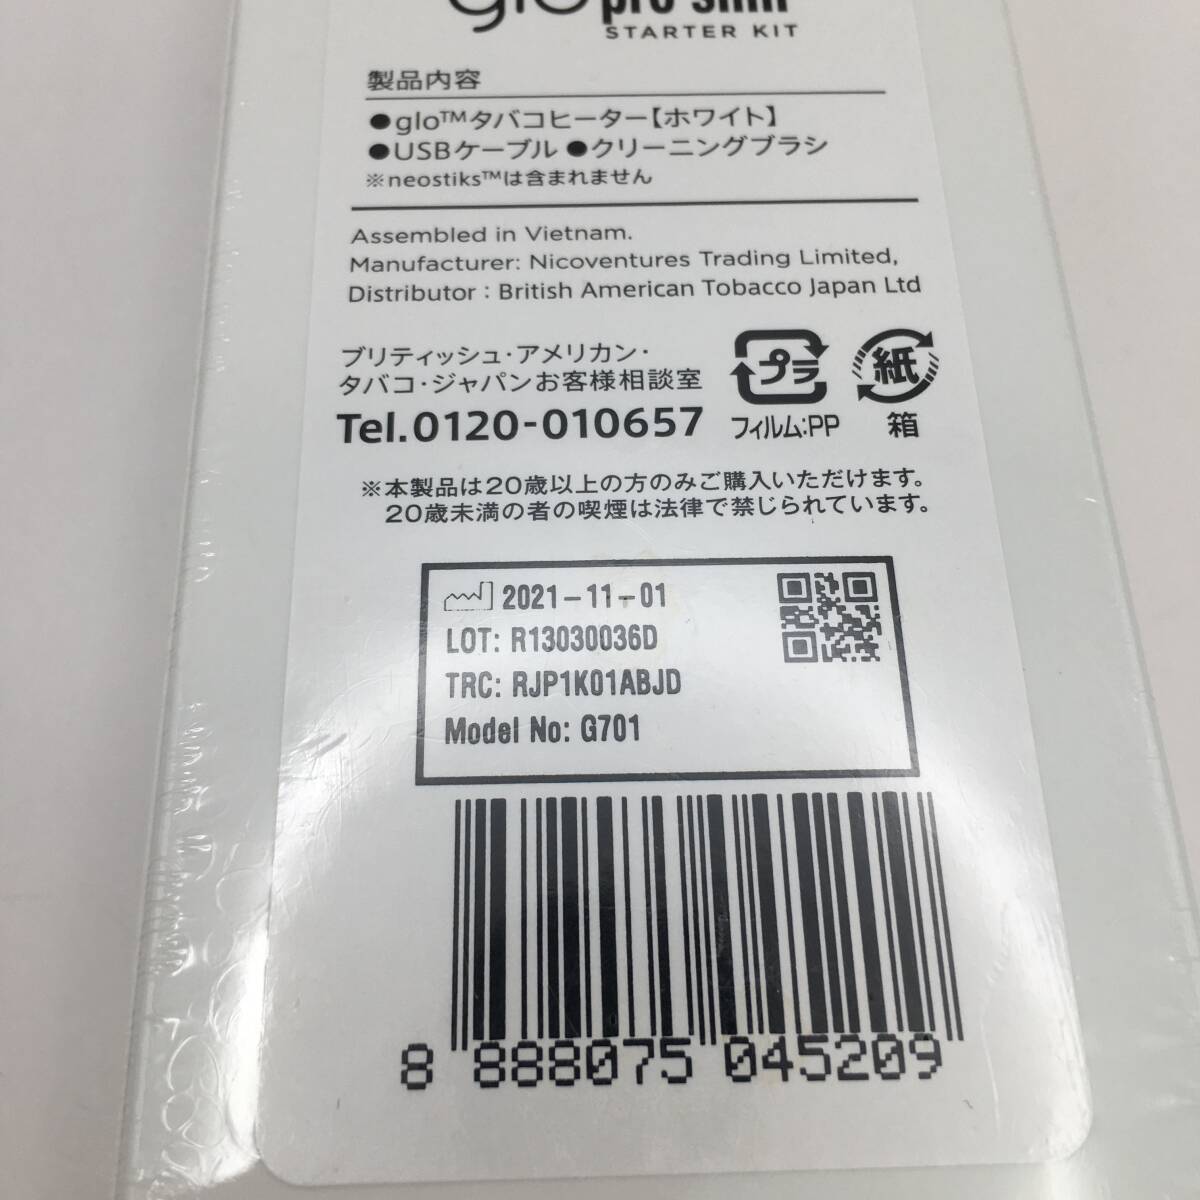 glo pro slim
STARTER KIT
製品内容
●glo™タバコヒーター【ホワイト】
●USBケーブル ●クリーニングブラシ
※neostiks™は含まれません
Assembled in Vietnam.
Manufacturer: Nicoventures Trading Limited,
Distributor : British American Tobacco Japan Ltd
ブリティッシュ・アメリカン・
タバコ・ジャパンお客様相談室
Tel.0120-010657
プラ
フィルム:PP
紙
箱
※本製品は20歳以上の方のみご購入いただけます。
20歳未満の者の喫煙は法律で禁じられています。
2021-11-01
LOT: R13030036D
TRC: RJP1K01ABJD
Model No: G701
8 888075 045209